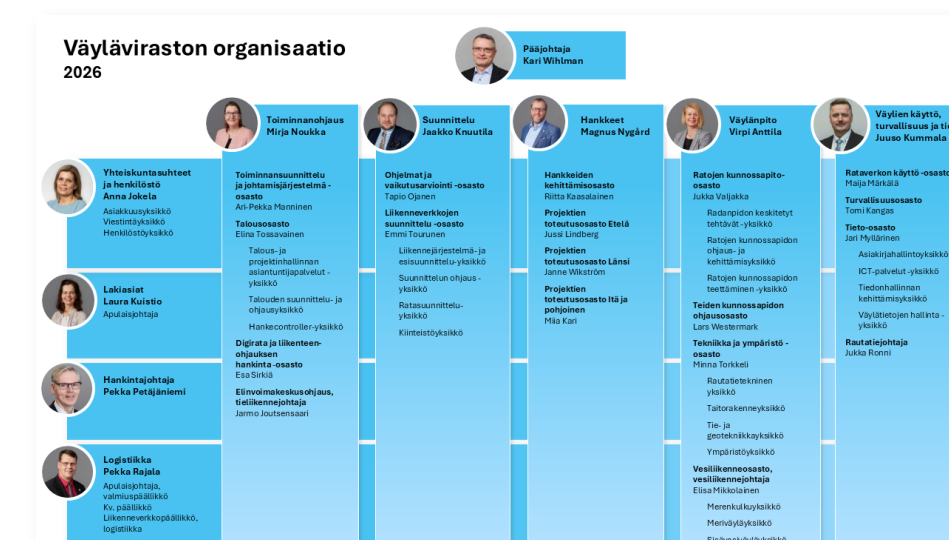 Väyläviraston organisaatio
2026
Pääjohtaja
Kari Wihlman
Toiminnanohjaus
Mirja Noukka
Suunnittelu
Jaakko Knuutila
Hankkeet
Magnus Nygård
Väylänpito
Virpi Anttila
Väylien käyttö,
turvallisuus ja
Juuso Kummala
Yhteiskuntasuhteet
ja henkilöstö
Anna Jokela
Asiakkuusyksikkö
Viestintäyksikkö
Henkilöstöyksikkö
Lakiasiat
Laura Kuistio
Apulaisjohtaja
Hankintajohtaja
Pekka Petäjäniemi
Logistiikka
Pekka Rajala
Apulaisjohtaja,
valmiuspäällikkö
Kv. päällikkö
Liikenneverkkopäällikkö,
logistiikka
Toiminnansuunnittelu
ja johtamisjärjestelmä -
osasto
Ari-Pekka Manninen
Talousosasto
Elina Tossavainen
Talous- ja
projektinhallinnan
asiantuntijapalvelut -
yksikkö
Talouden suunnittelu- ja
ohjausyksikkö
Hankecontroller-yksikkö
Digirata ja liikenteen-
ohjauksen
hankinta-osasto
Esa Sirkiä
Elinvoimakeskusohjaus,
tieliikennejohtaja
Jarmo Joutsensaari
Ohjelmat ja
vaikutusarviointi -osasto
Tapio Ojanen
Liikenneverkkojen
suunnittelu -osasto
Emmi Tourunen
Liikennejärjestelmä- ja
esisuunnittelu-yksikkö
Suunnittelun ohjaus -
yksikkö
Ratasuunnittelu-
yksikkö
Kiinteistöyksikkö
Hankkeiden
kehittämisosasto
Riitta Kaasalainen
Projektien
toteutusosasto Etelä
Jussi Lindberg
Projektien
toteutusosasto Länsi
Janne Wikström
Projektien
toteutusosasto Itä ja
pohjoinen
Miia Kari
Ratojen kunnossapito-
osasto
Jukka Valjakka
Radanpidon keskitetyt
tehtävät -yksikkö
Ratojen kunnossapidon
ohjaus- ja
kehittämisyksikkö
Ratojen kunnossapidon
teettäminen -yksikkö
Teiden kunnossapidon
ohjausosasto
Lars Westermark
Tekniikka ja ympäristö -
osasto
Minna Torkkeli
Rautatietekninen
yksikkö
Taitorakenneyksikkö
Tie- ja
geotekniikkayksikkö
Ympäristöyksikkö
Vesiliikenneosasto,
vesiliikennejohtaja
Elisa Mikkolainen
Merenkulkuyksikkö
Meriväyläyksikkö
Rataverkon käyttö -osasto
Maija Märkälä
Turvallisuusosasto
Tomi Kangas
Tieto-osasto
Jari Myllärinen
Asiakirjahallintoyksikkö
ICT-palvelut -yksikkö
Tiedonhallinnan
kehittämisyksikkö
Väylätietojen hallinta -
yksikkö
Rautatiejohtaja
Jukka Ronni